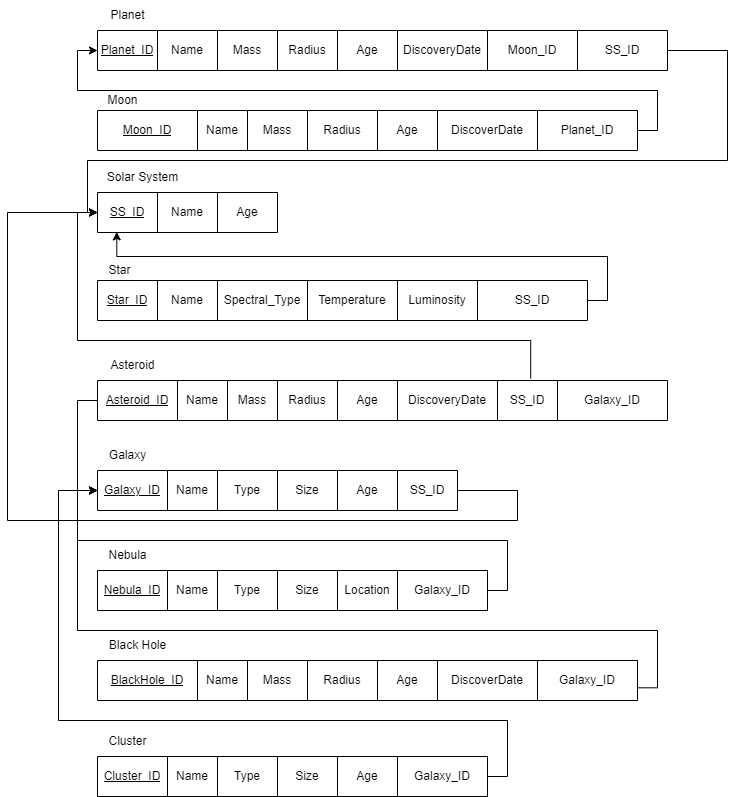 Planet
Planet_ID Name Mass Radius Age DiscoveryDate Moon_ID SS_ID
Moon
Moon_ID Name Mass Radius Age DiscoverDate Planet_ID
Solar System
SS_ID Name Age
Star
Star_ID Name Spectral_Type Temperature Luminosity SS_ID
Asteroid
Asteroid_ID Name Mass Radius Age DiscoveryDate SS_ID Galaxy_ID
Galaxy
Galaxy_ID Name Type Size Age SS_ID
Nebula
Nebula_ID Name Type Size Location Galaxy_ID
Black Hole
BlackHole_ID Name Mass Radius Age DiscoverDate Galaxy_ID
Cluster
Cluster_ID Name Type Size Age Galaxy_ID